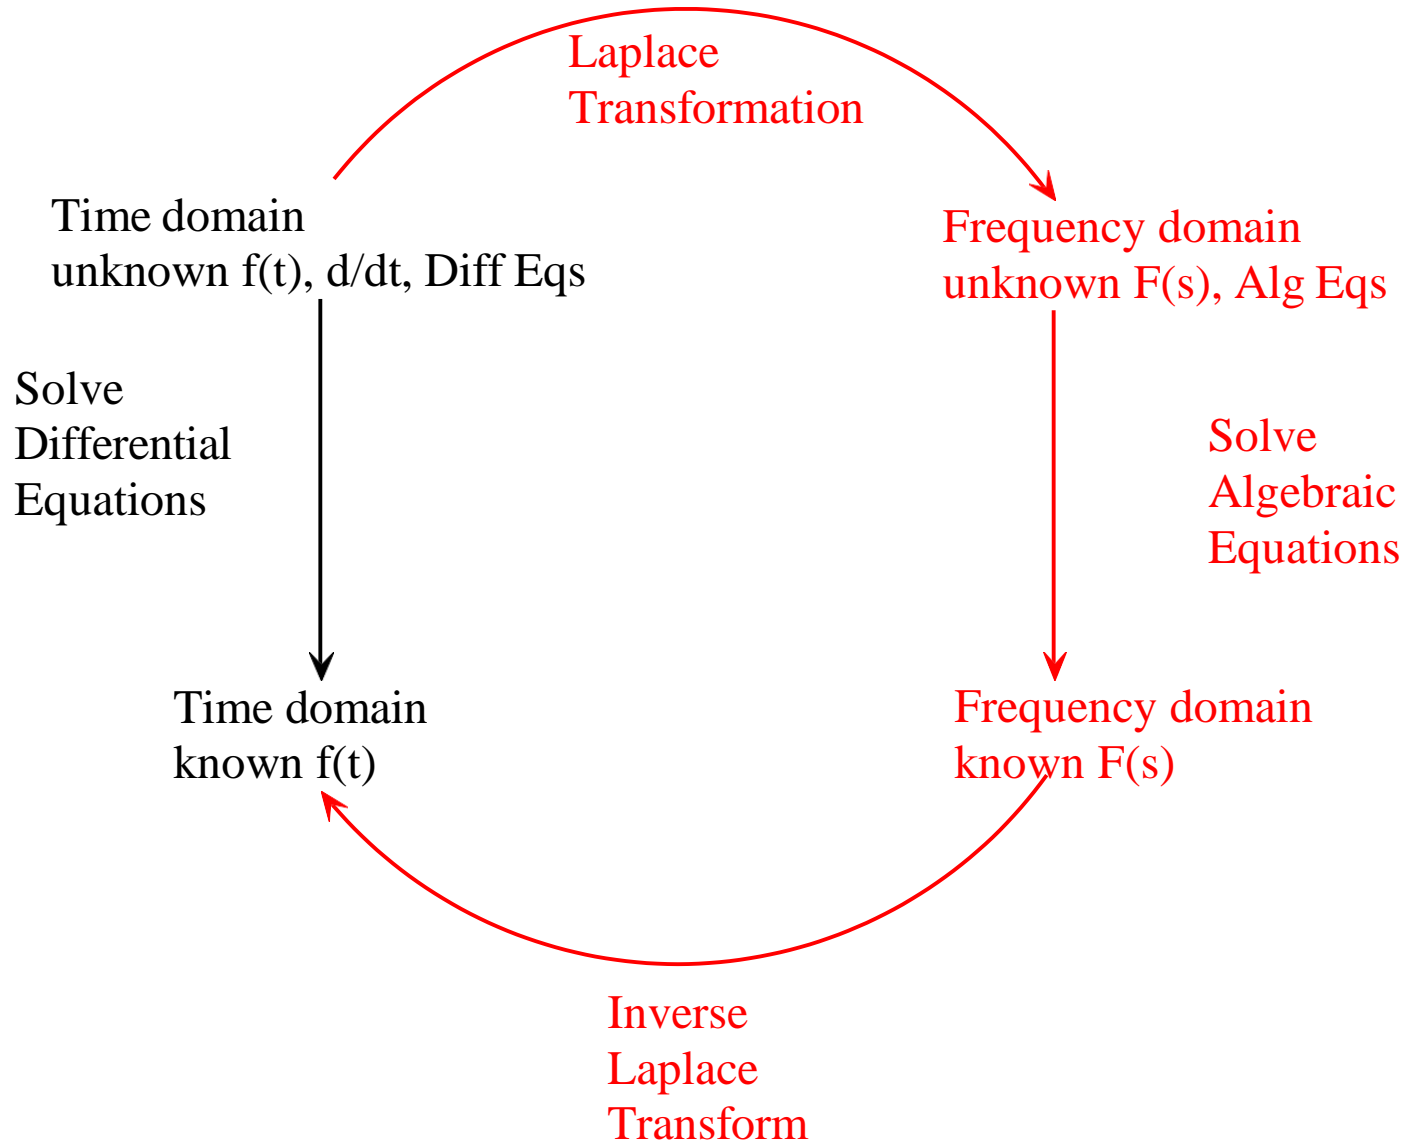 Laplace
Transformation
Time domain
unknown f(t), d/dt, Diff Eqs
Frequency domain
unknown F(s), Alg Eqs
Solve
Differential
Equations
Solve
Algebraic
Equations
Time domain
known f(t)
Frequency domain
known F(s)
Inverse
Laplace
Transform